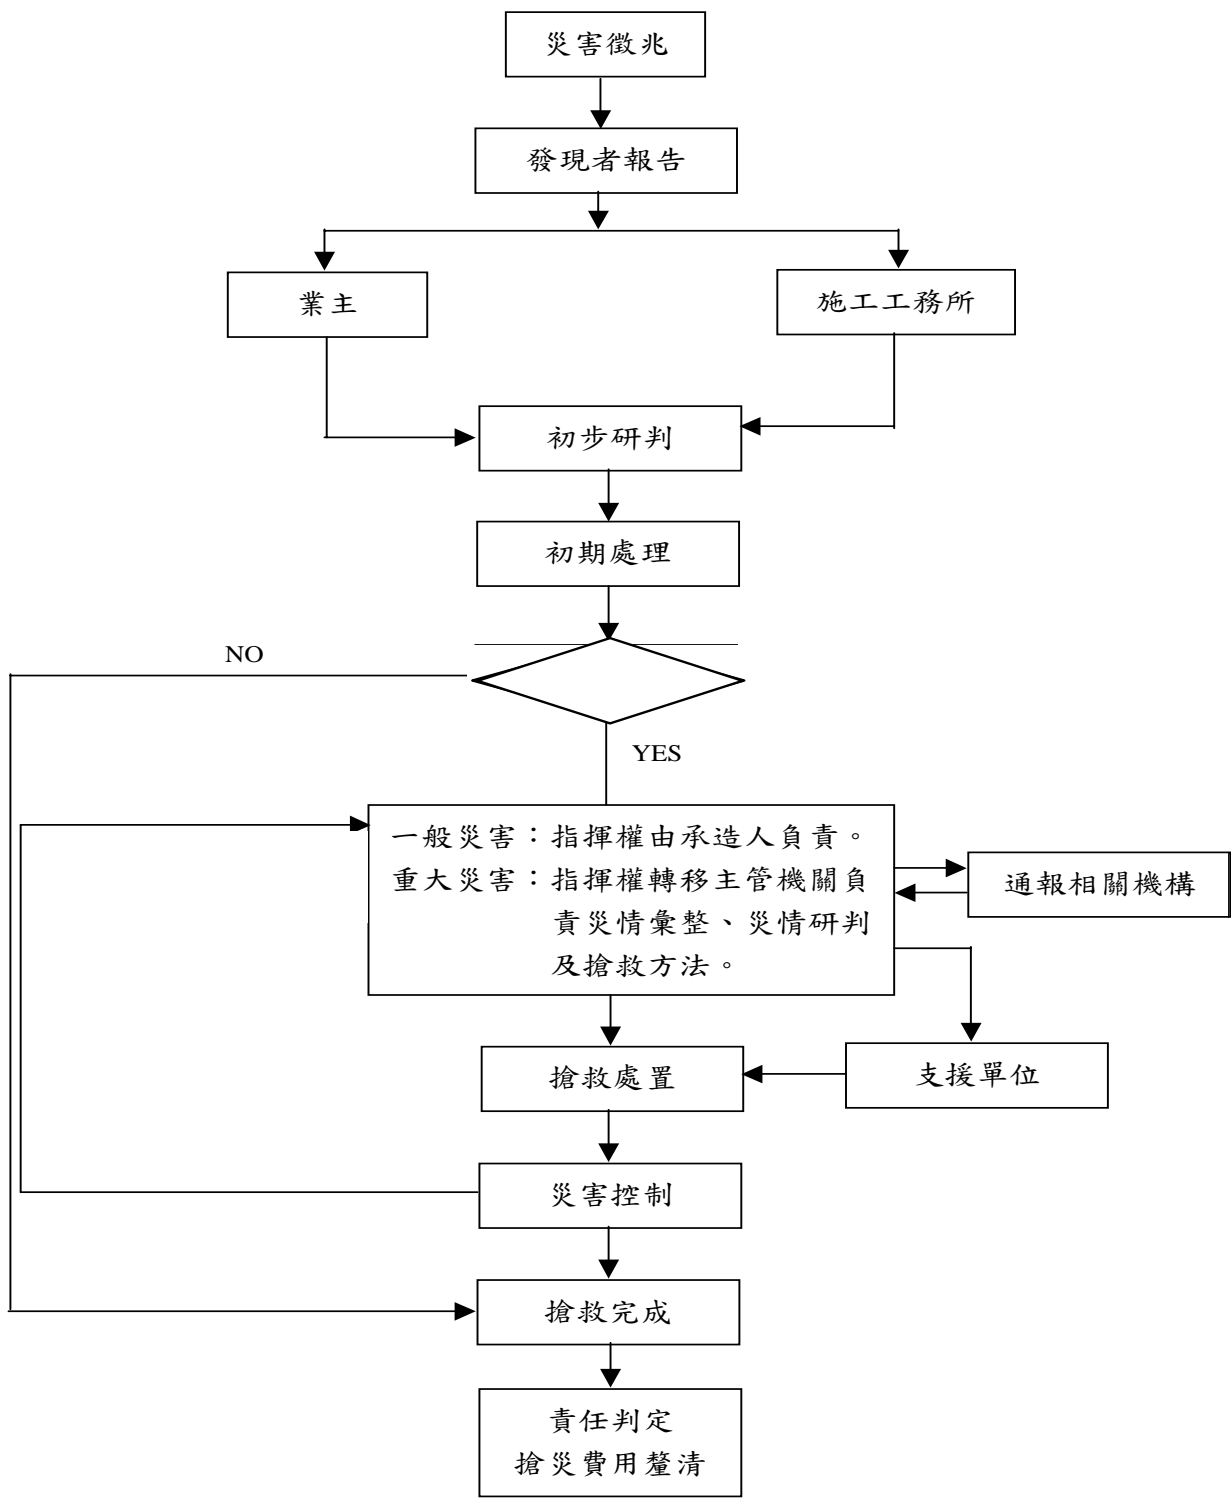 災害徵兆
發現者報告
業主
施工工務所
初步研判
初期處理
NO
YES
一般災害：指揮權由承造人負責。
重大災害：指揮權轉移主管機關負
責災情彙整、災情研判
及搶救方法。
通報相關機構
搶救處置
支援單位
災害控制
搶救完成
責任判定
搶災費用釐清